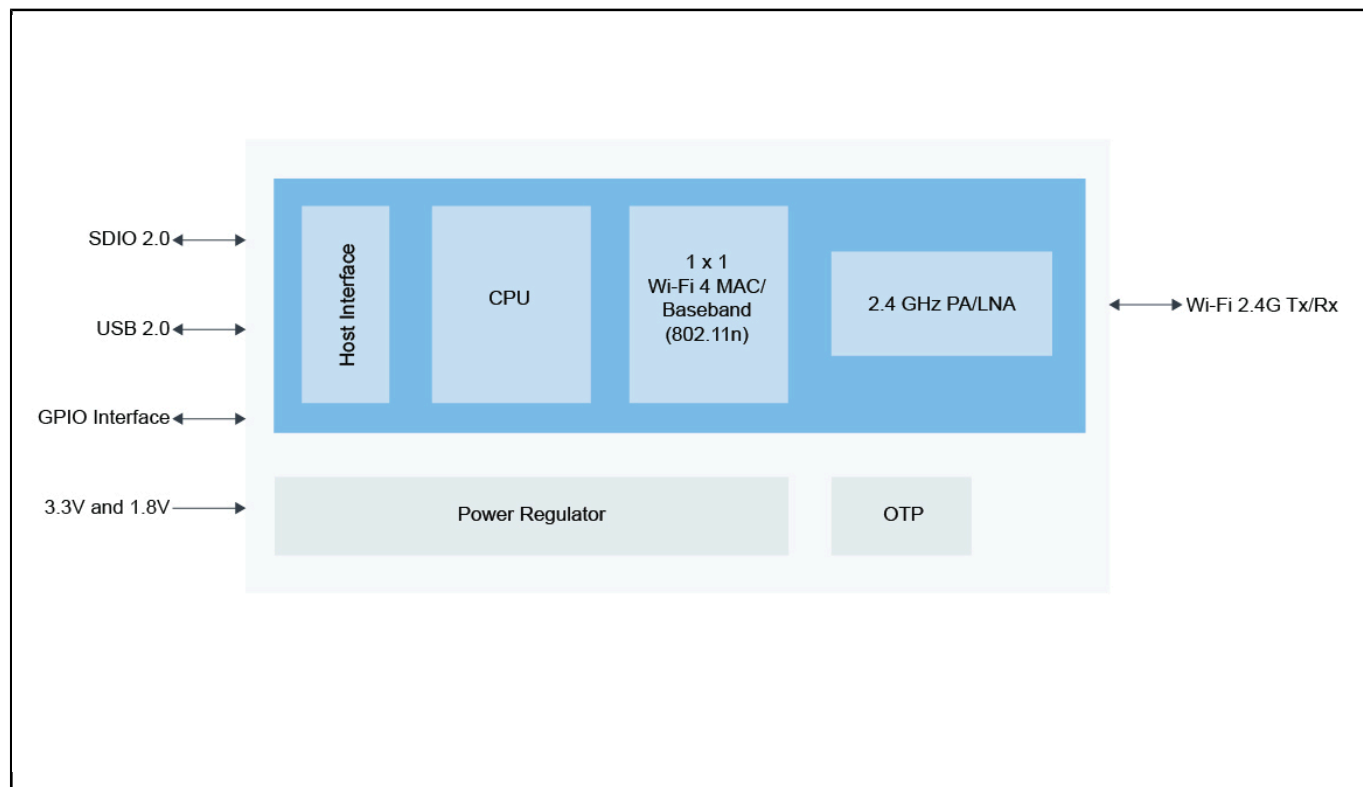 SDIO 2.0
USB 2.0
GPIO Interface
3.3V and 1.8V
Host Interface
CPU
1 x 1
Wi-Fi 4 MAC/
Baseband
(802.11n)
2.4 GHz PA/LNA
Wi-Fi 2.4G Tx/Rx
Power Regulator
OTP